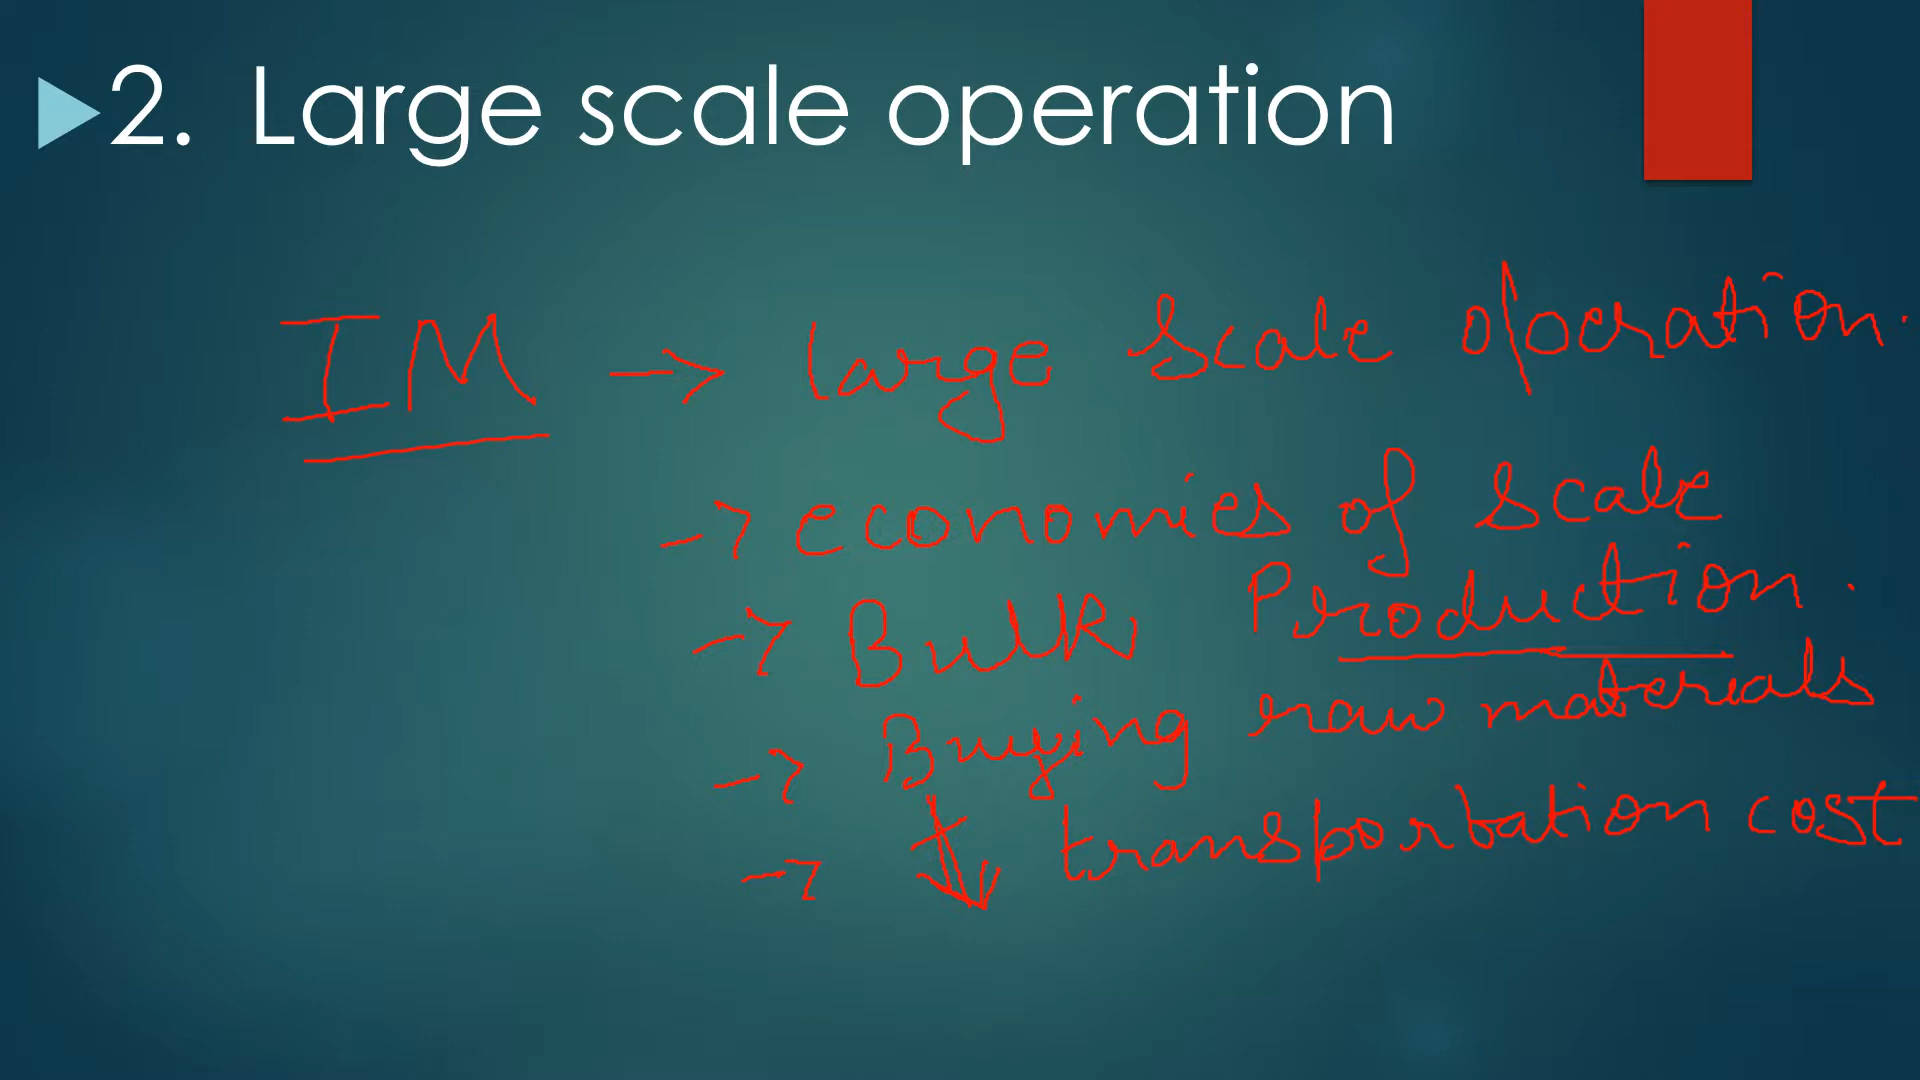 2. Large scale operation
IM → large scale operation.
→ economies of scale
→ Bulk Production.
→ Buying raw materials
→ ↓ transportation cost